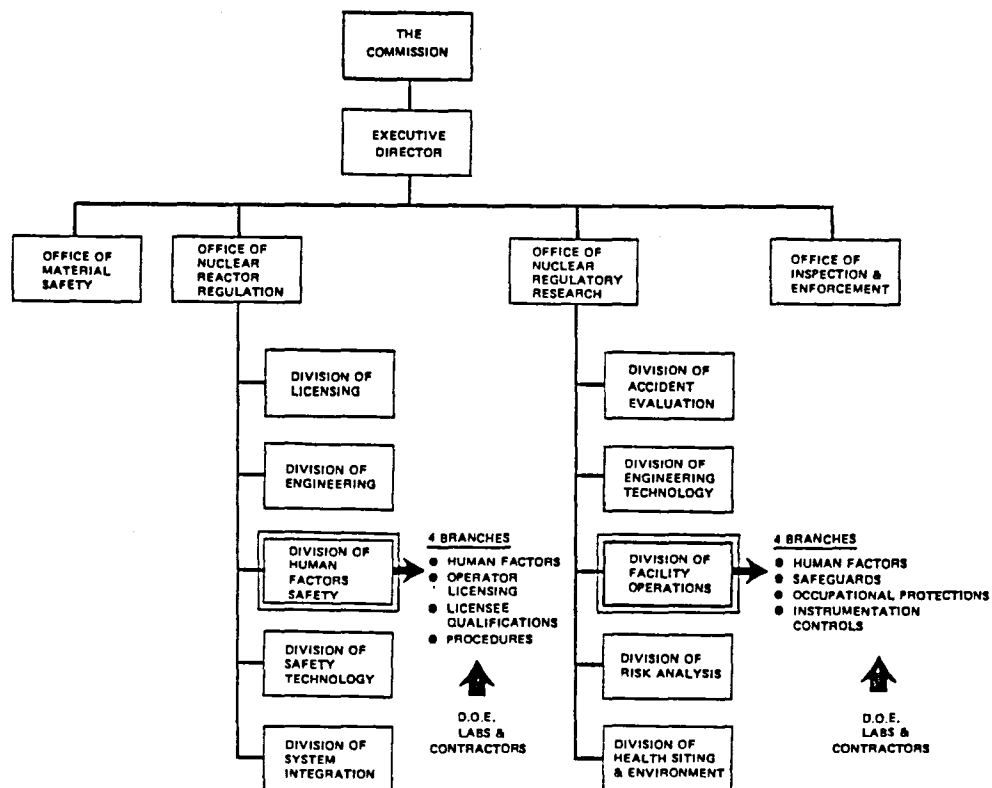 THE
COMMISSION
EXECUTIVE
DIRECTOR
OFFICE OF
MATERIAL
SAFETY
OFFICE OF
NUCLEAR
REACTOR
REGULATION
OFFICE OF
NUCLEAR
REGULATORY
RESEARCH
OFFICE OF
INSPECTION &
ENFORCEMENT
DIVISION OF
LICENSING
DIVISION OF
ENGINEERING
DIVISION OF
HUMAN
FACTORS
SAFETY
4 BRANCHES
● HUMAN FACTORS
● OPERATOR
LICENSING
● LICENSEE
QUALIFICATIONS
● PROCEDURES
D.O.E.
LABS &
CONTRACTORS
DIVISION OF
SAFETY
TECHNOLOGY
DIVISION OF
SYSTEM
INTEGRATION
DIVISION OF
ACCIDENT
EVALUATION
DIVISION OF
ENGINEERING
TECHNOLOGY
DIVISION OF
FACILITY
OPERATIONS
4 BRANCHES
● HUMAN FACTORS
● SAFEGUARDS
● OCCUPATIONAL PROTECTIONS
● INSTRUMENTATION
CONTROLS
D.O.E.
LABS &
CONTRACTORS
DIVISION OF
RISK ANALYSIS
DIVISION OF
HEALTH SITING
& ENVIRONMENT